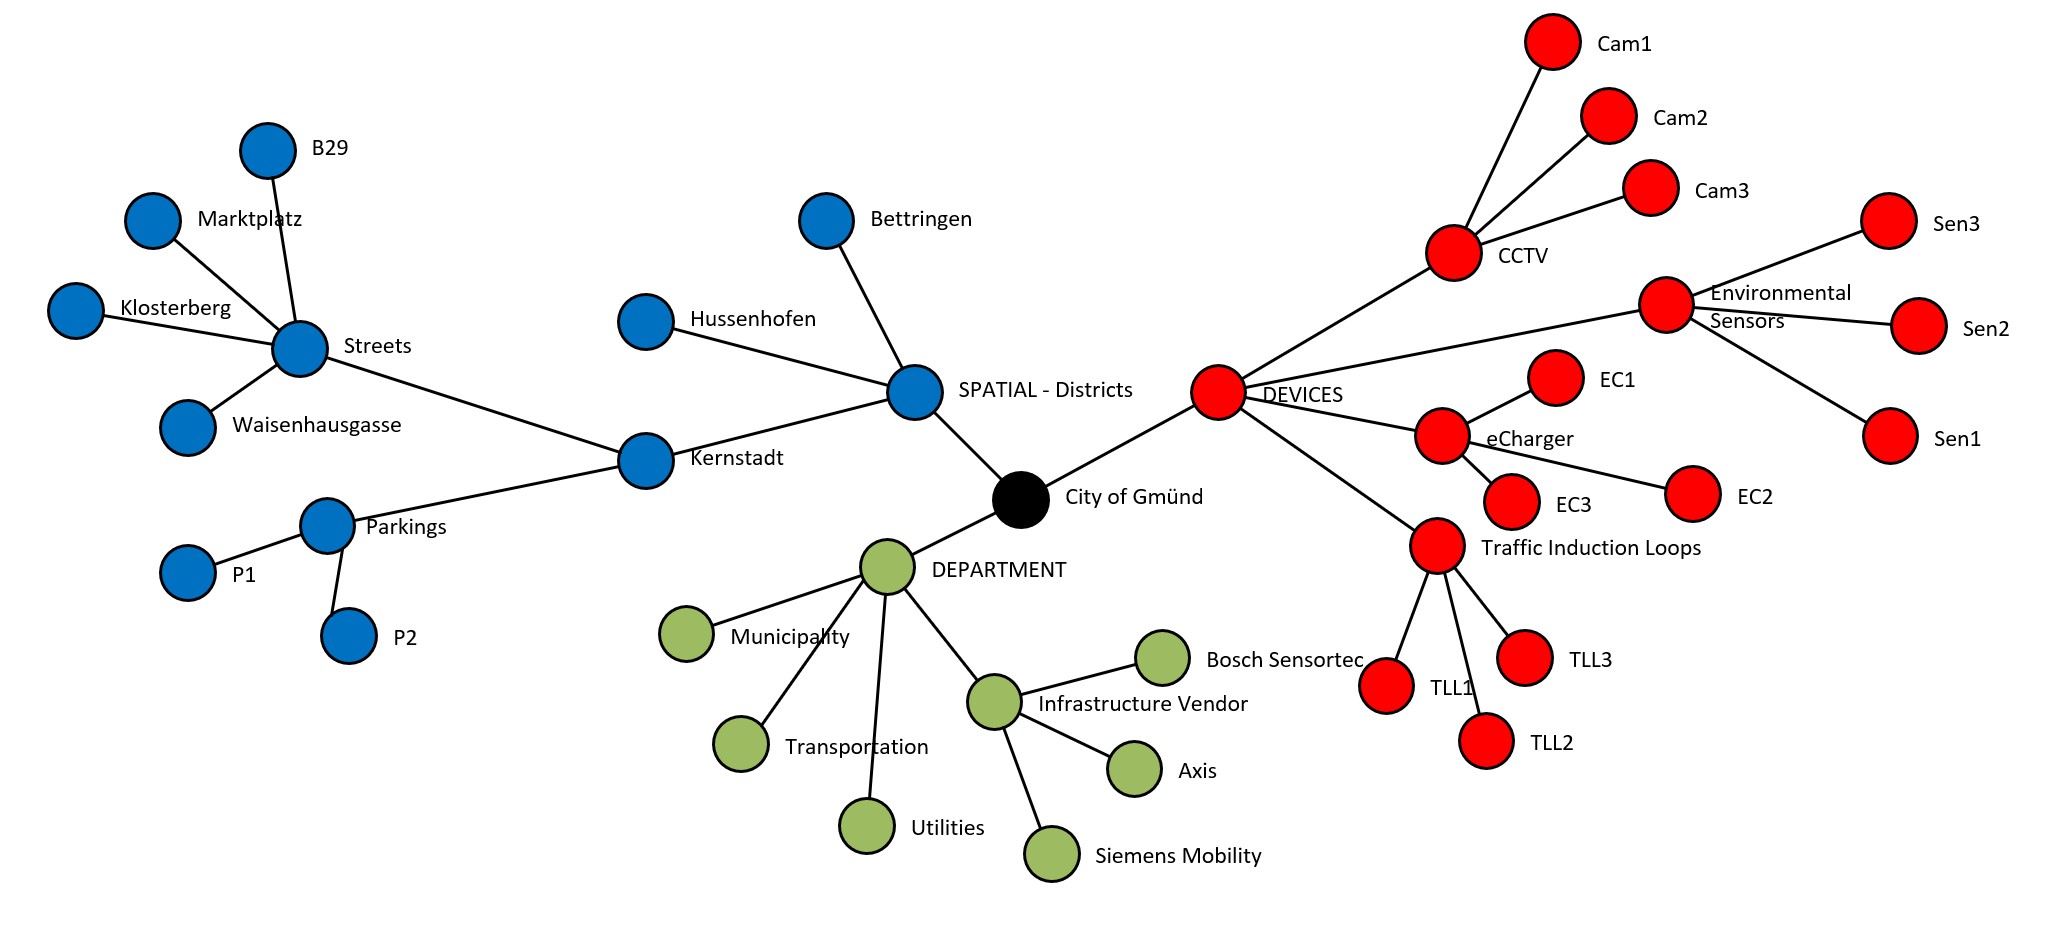 Cam1
Cam2
B29
Cam3
Marktplatz
Bettringen
Sen3
CCTV
Environmental
Sensors
Klosterberg
Hussenhofen
Sen2
Streets
EC1
SPATIAL - Districts
DEVICES
Waisenhausgasse
eCharger
Sen1
Kernstadt
City of Gmünd
EC2
EC3
Parkings
Traffic Induction Loops
P1
DEPARTMENT
P2
Municipality
Bosch Sensortec
TLL3
TLL1
Infrastructure Vendor
Transportation
TLL2
Axis
Utilities
Siemens Mobility